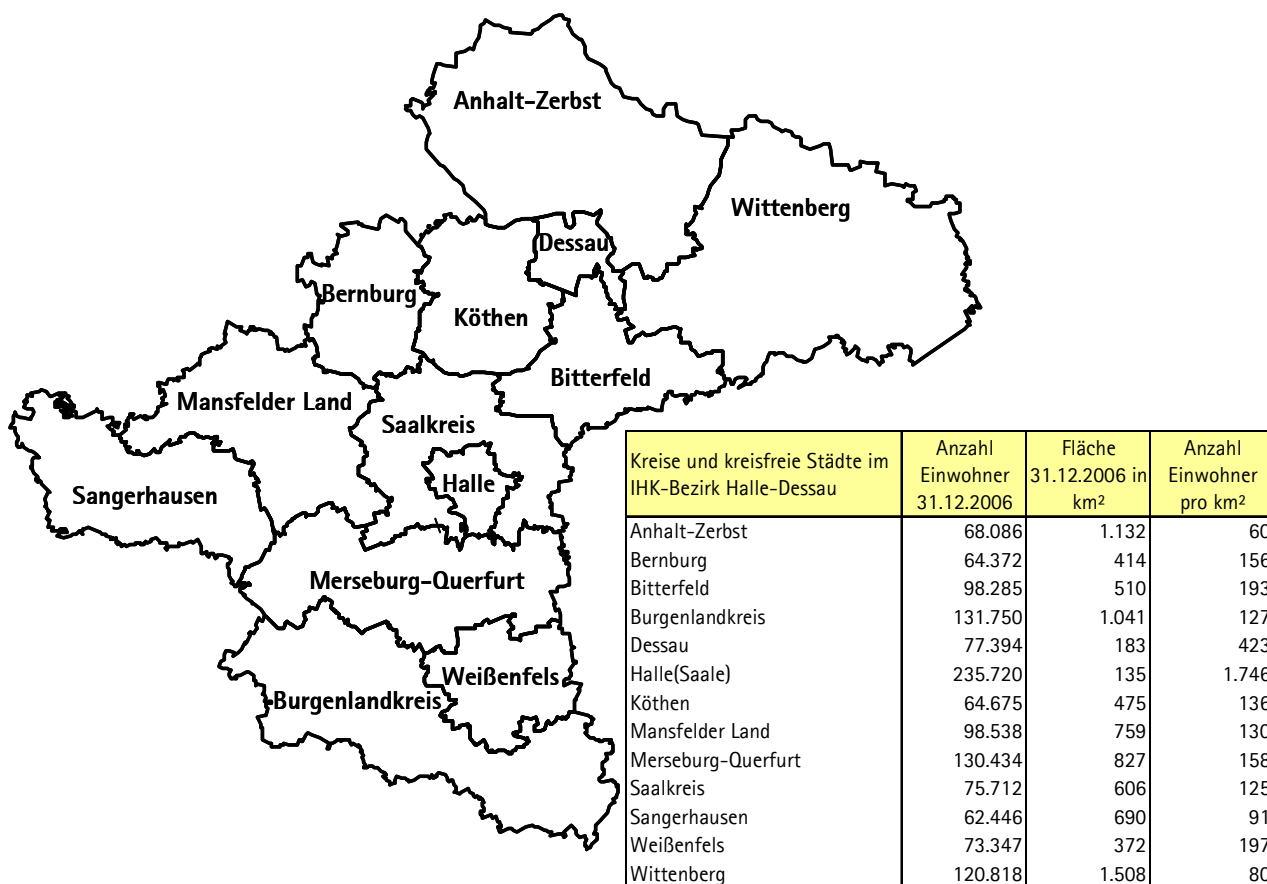 Anhalt-Zerbst
Wittenberg
Dessau
Bernburg
Köthen
Bitterfeld
Mansfelder Land
Saalkreis
Halle
Sangerhausen
Merseburg-Querfurt
Weißenfels
Burgenlandkreis
Kreise und kreisfreie Städte im IHK-Bezirk Halle-Dessau | Anzahl Einwohner 31.12.2006 | Fläche 31.12.2006 in km² | Anzahl Einwohner pro km²
Anhalt-Zerbst 68.086 1.132 60
Bernburg 64.372 414 156
Bitterfeld 98.285 510 193
Burgenlandkreis 131.750 1.041 127
Dessau 77.394 183 423
Halle(Saale) 235.720 135 1.746
Köthen 64.675 475 136
Mansfelder Land 98.538 759 130
Merseburg-Querfurt 130.434 827 158
Saalkreis 75.712 606 125
Sangerhausen 62.446 690 91
Weißenfels 73.347 372 197
Wittenberg 120.818 1.508 80